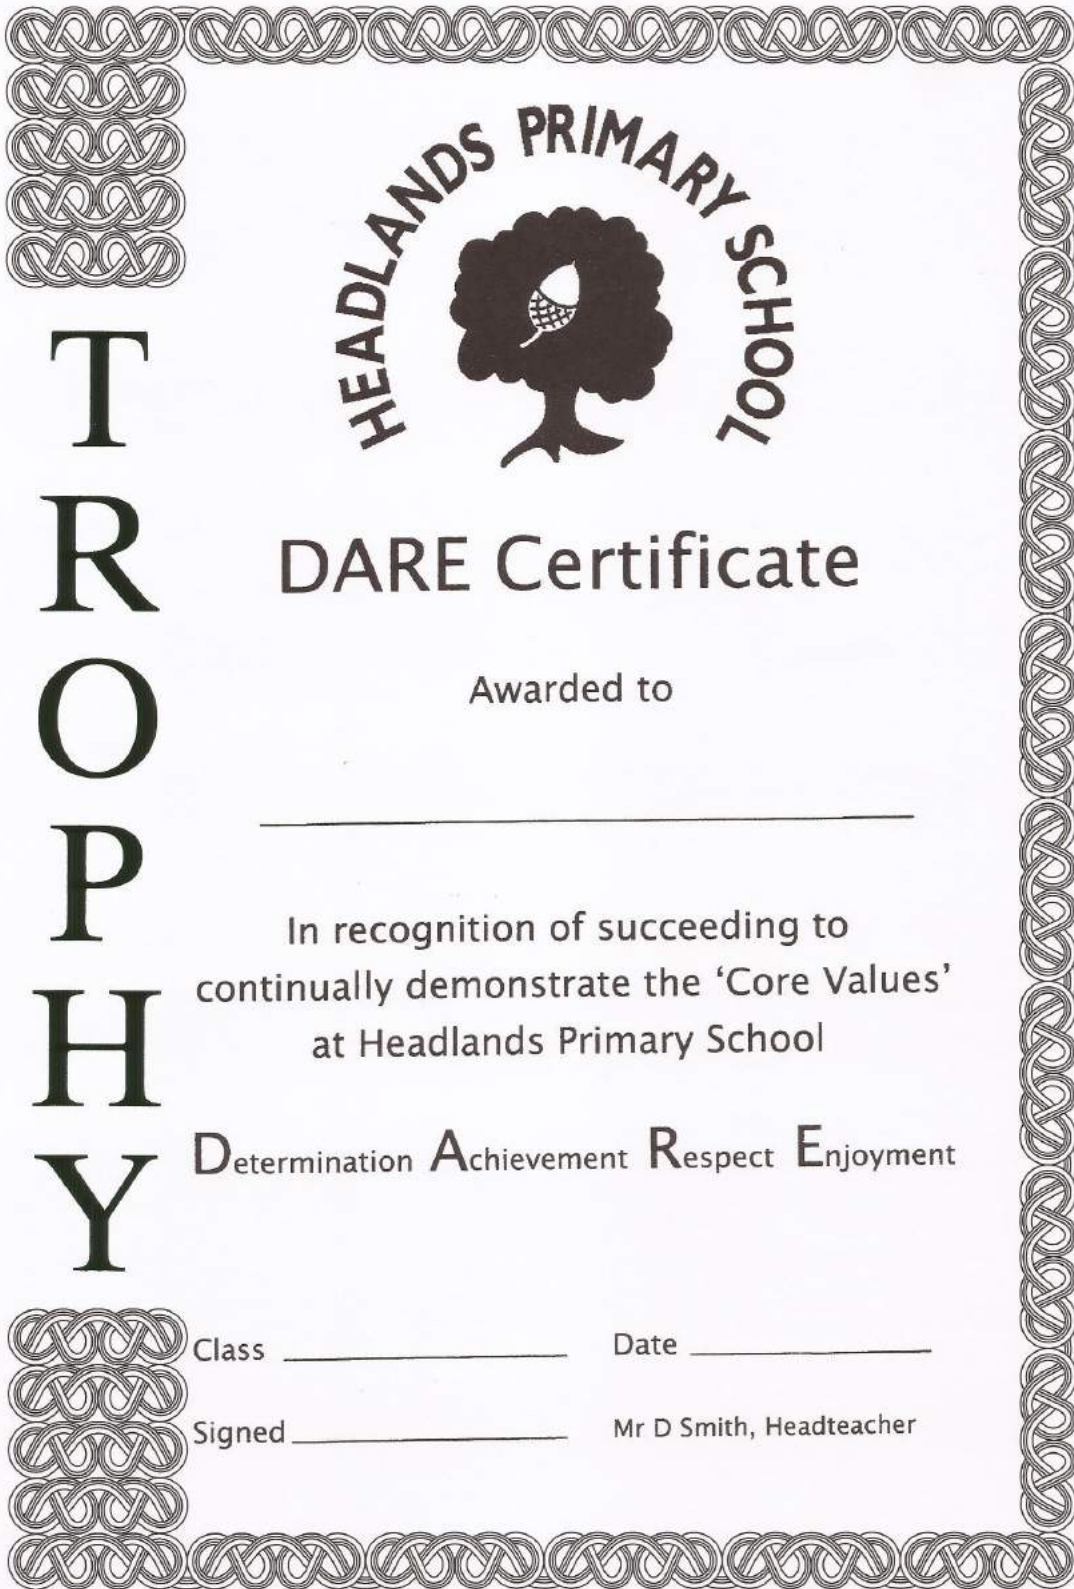 HEADLANDS PRIMARY SCHOOL
TROPHY
DARE Certificate
Awarded to
In recognition of succeeding to
continually demonstrate the ‘Core Values’
at Headlands Primary School
Determination Achievement Respect Enjoyment
Class Date
Signed Mr D Smith, Headteacher